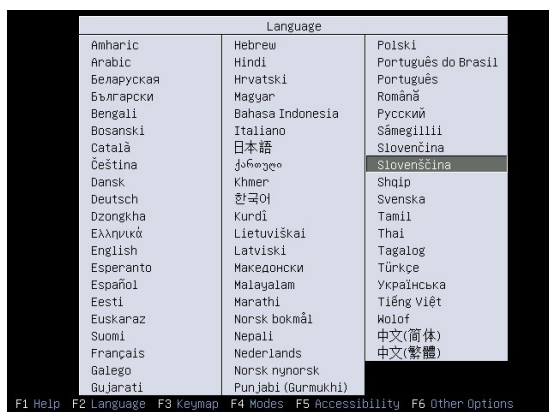 Language
Amharic
Arabic
Беларуская
Български
Bengali
Bosanski
Català
Čeština
Dansk
Deutsch
Dzongkha
Ελληνικά
English
Esperanto
Español
Eesti
Euskaraz
Suomi
Français
Galego
Gujarati
Hebrew
Hindi
Hrvatski
Magyar
Bahasa Indonesia
Italiano
日本語
ქართული
Khmer
한국어
Kurdî
Lietuviškai
Latviski
Македонски
Malayalam
Marathi
Norsk bokmål
Nepali
Nederlands
Norsk nynorsk
Punjabi (Gurmukhi)
Polski
Português do Brasil
Português
Română
Русский
Sámegillii
Slovenčina
Slovenščina
Shqip
Svenska
Tamil
Thai
Tagalog
Türkçe
Українська
Tiếng Việt
Wolof
中文(简体)
中文(繁體)
F1 Help F2 Language F3 Keymap F4 Modes F5 Accessibility F6 Other Options